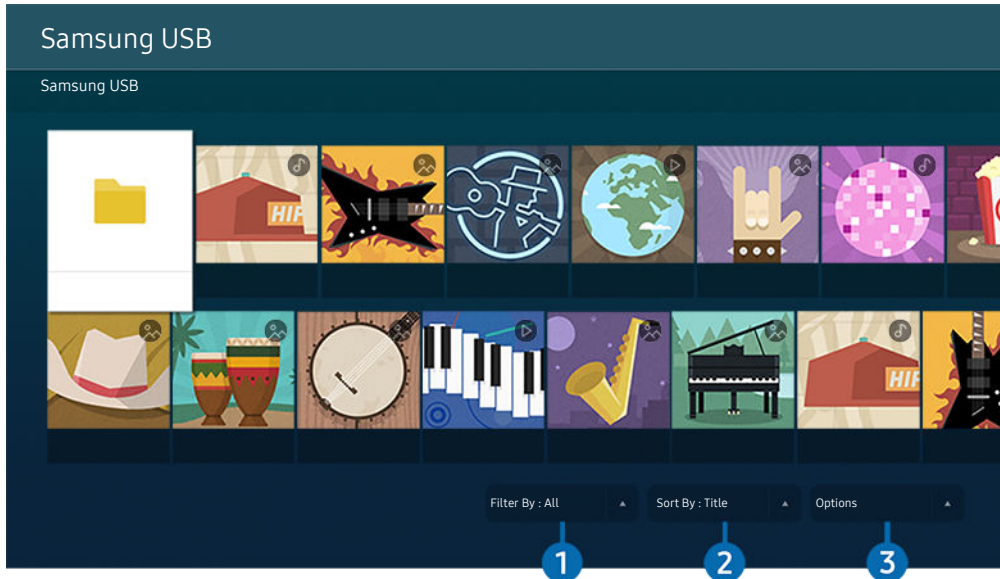 Samsung USB
Samsung USB
HIP
HIP
Filter By : All
Sort By : Title
Options
1
2
3